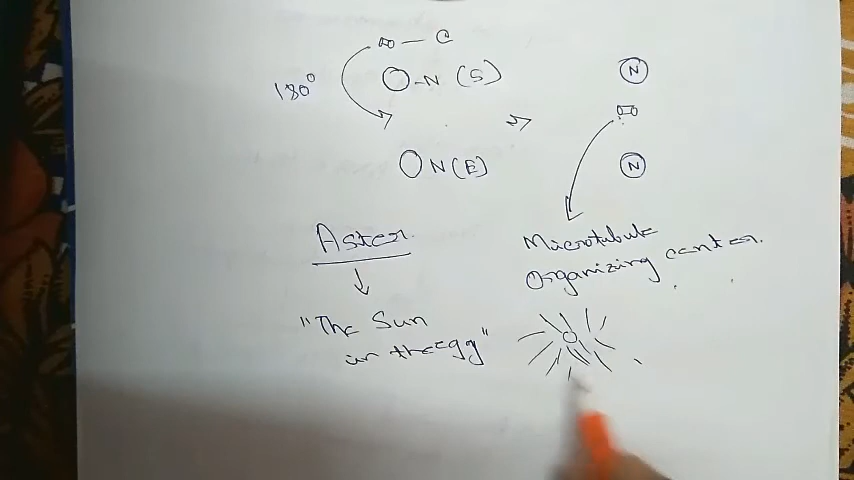 C
180°
N (S)
N
N (E)
N
Aster.
Microtubule
Organizing center.
"The Sun
in the egg"